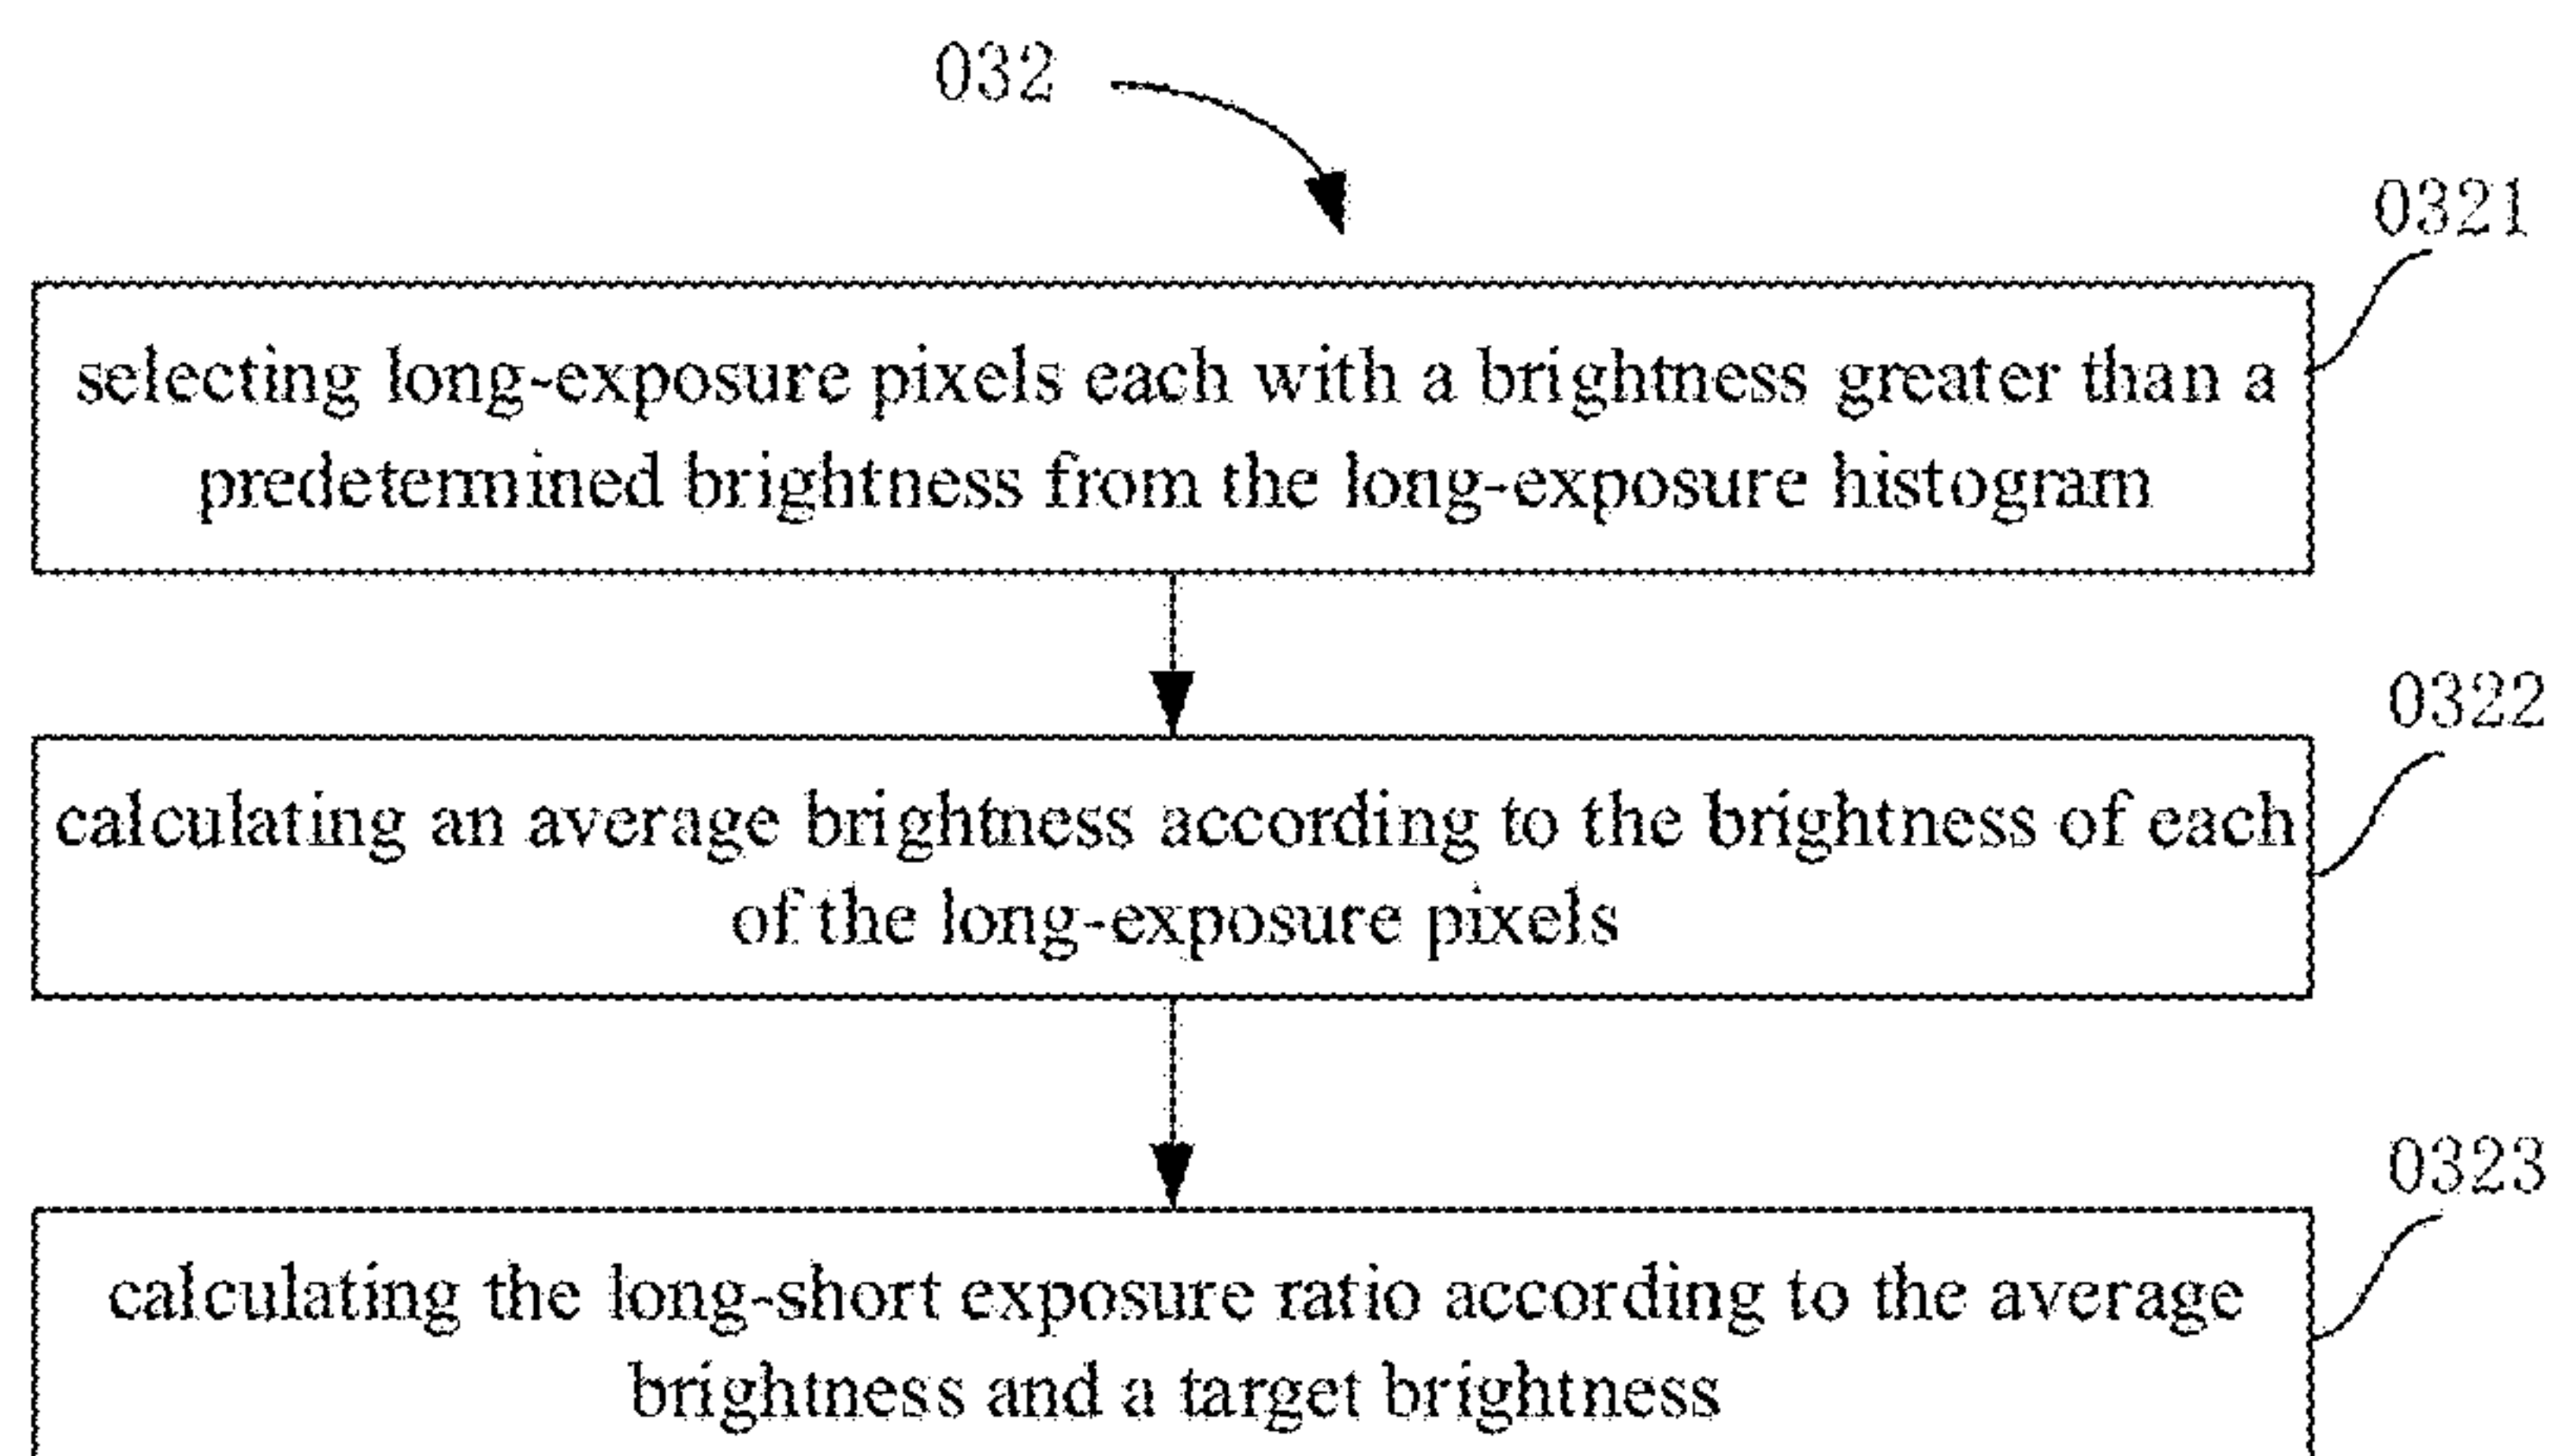 032
0321
selecting long-exposure pixels each with a brightness greater than a
predetermined brightness from the long-exposure histogram
0322
calculating an average brightness according to the brightness of each
of the long-exposure pixels
0323
calculating the long-short exposure ratio according to the average
brightness and a target brightness